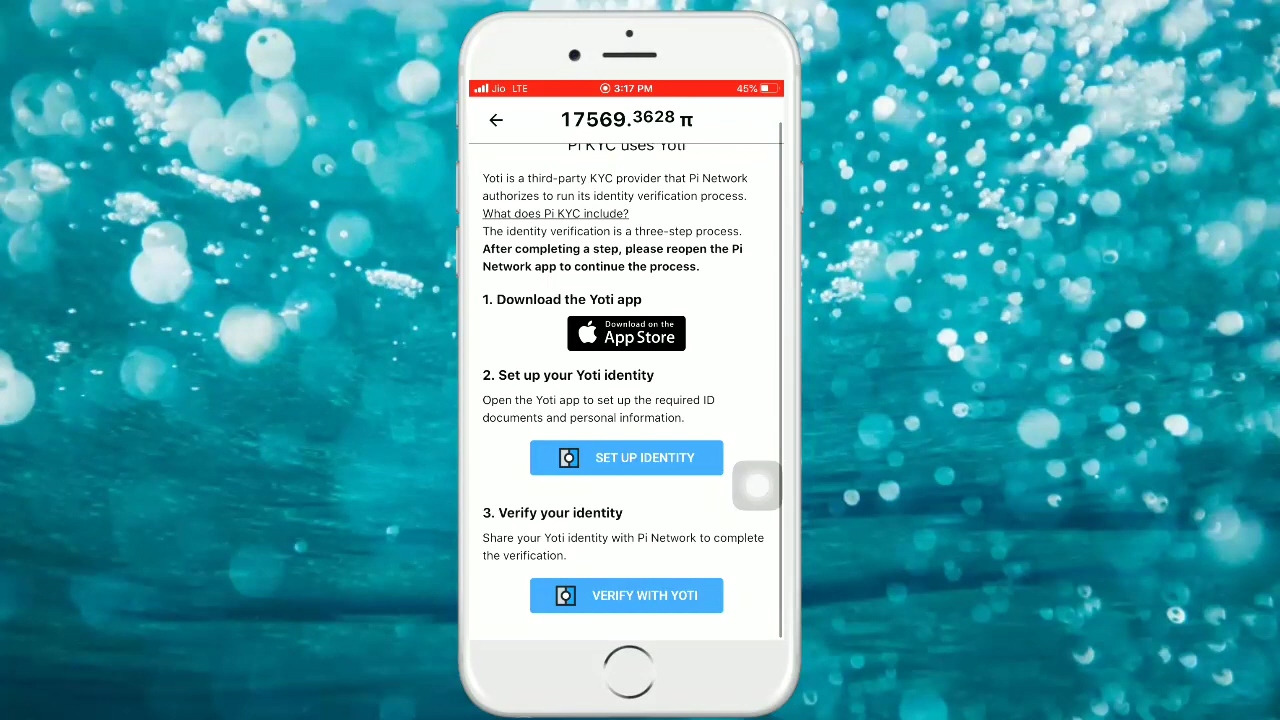 Jio LTE 3:17 PM 45%
17569.3628 π
Pi KYC uses Yoti
Yoti is a third-party KYC provider that Pi Network
authorizes to run its identity verification process.
What does Pi KYC include?
The identity verification is a three-step process.
After completing a step, please reopen the Pi
Network app to continue the process.
1. Download the Yoti app
Download on the
App Store
2. Set up your Yoti identity
Open the Yoti app to set up the required ID
documents and personal information.
SET UP IDENTITY
3. Verify your identity
Share your Yoti identity with Pi Network to complete
the verification.
VERIFY WITH YOTI